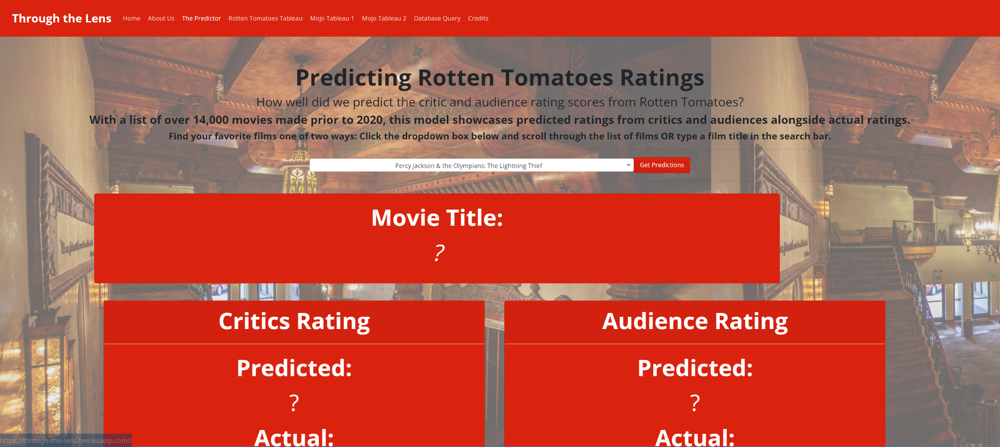 Through the Lens Home About Us The Predictor Rotten Tomatoes Tableau Mojo Tableau 1 Mojo Tableau 2 Database Query Credits
Predicting Rotten Tomatoes Ratings
How well did we predict the critic and audience rating scores from Rotten Tomatoes?
With a list of over 14,000 movies made prior to 2020, this model showcases predicted ratings from critics and audiences alongside actual ratings.
Find your favorite films one of two ways: Click the dropdown box below and scroll through the list of films OR type a film title in the search bar.
Percy Jackson & the Olympians: The Lightning Thief Get Predictions
Movie Title:
?
Critics Rating
Audience Rating
Predicted:
Predicted:
?
?
Actual:
Actual:
https://through-the-lens.herokuapp.com/